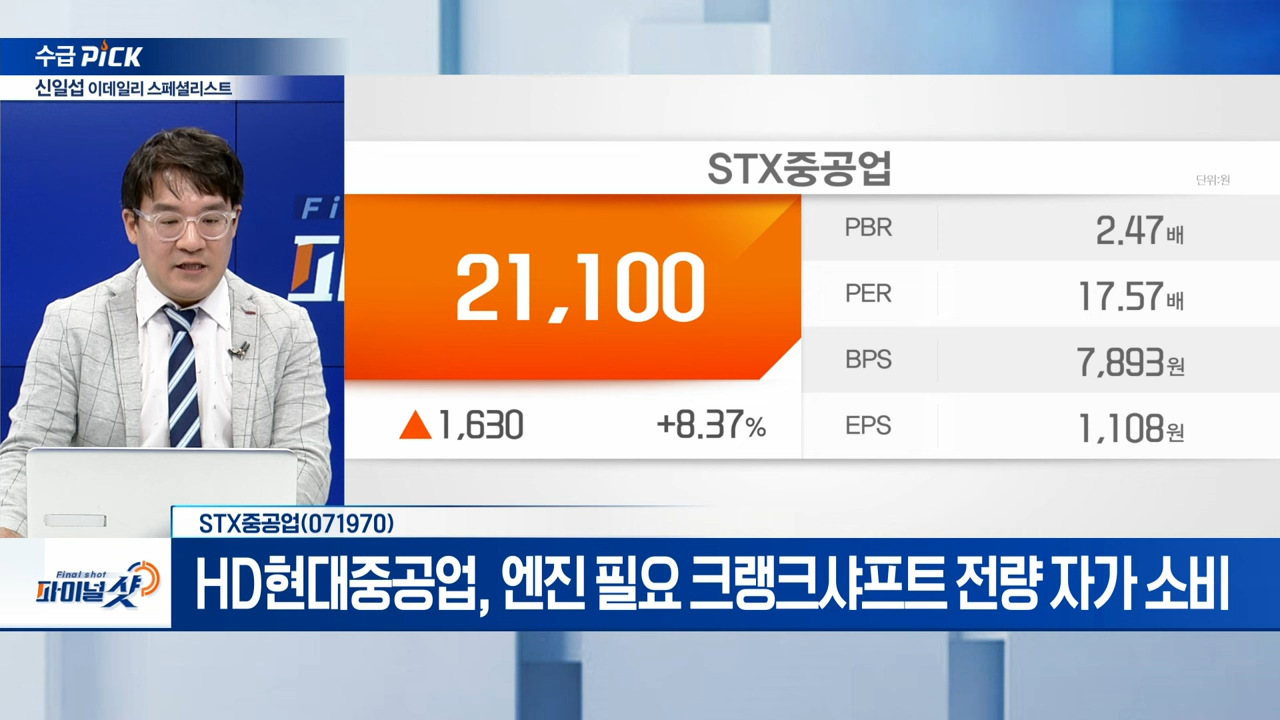 수급 PiCK
신일섭 이데일리 스페셜리스트
Fi
파
STX중공업
단위:원
21,100
▲1,630 +8.37%
PBR 2.47배
PER 17.57배
BPS 7,893원
EPS 1,108원
STX중공업(071970)
Final shot
파이널샷
HD현대중공업, 엔진 필요 크랭크샤프트 전량 자가 소비